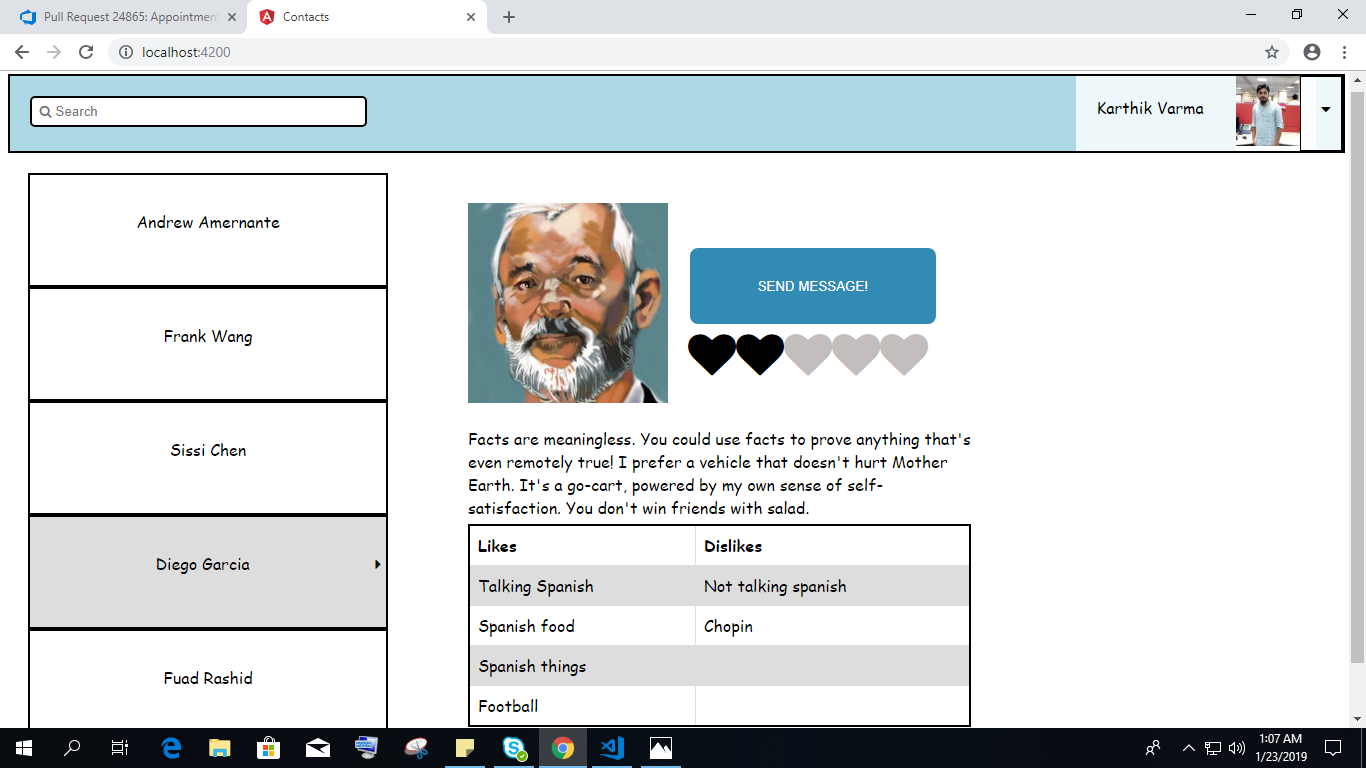 Pull Request 24865: Appointmen
Contacts
localhost:4200
Search
Karthik Varma
Andrew Amernante
Frank Wang
Sissi Chen
Diego Garcia
Fuad Rashid
SEND MESSAGE!
Facts are meaningless. You could use facts to prove anything that's
even remotely true! I prefer a vehicle that doesn't hurt Mother
Earth. It's a go-cart, powered by my own sense of self-
satisfaction. You don't win friends with salad.
Likes Dislikes
Talking Spanish Not talking spanish
Spanish food Chopin
Spanish things
Football
1:07 AM
1/23/2019